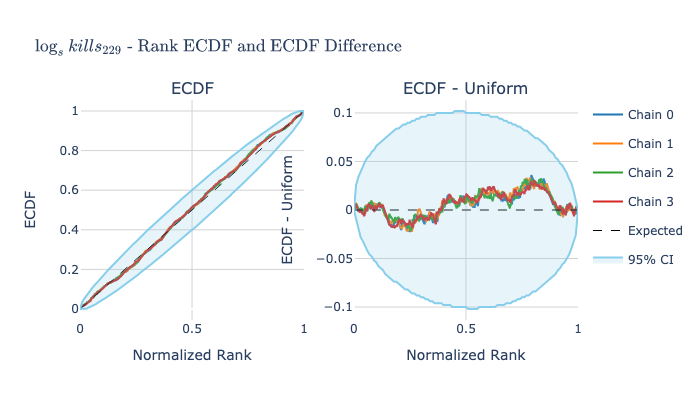 log_s kills_229 - Rank ECDF and ECDF Difference
ECDF
ECDF - Uniform
1
0.8
0.6
0.4
0.2
0
ECDF
0
0.5
1
Normalized Rank
0.1
0.05
0
−0.05
−0.1
ECDF - Uniform
0
0.5
1
Normalized Rank
Chain 0
Chain 1
Chain 2
Chain 3
Expected
95% CI